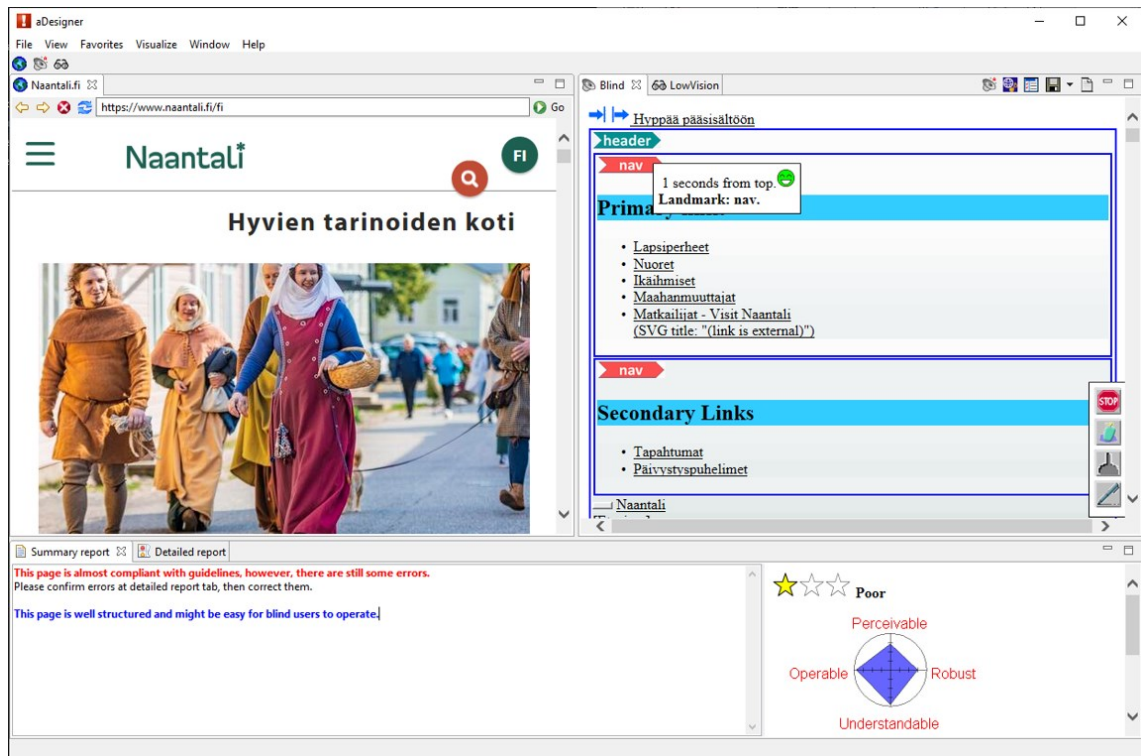 aDesigner
File View Favorites Visualize Window Help
Naantali.fi
https://www.naantali.fi/fi
Go
Naantali*
FI
Hyvien tarinoiden koti
Blind
LowVision
Hyppää pääsisältöön
header
nav
1 seconds from top.
Landmark: nav.
Lapsiperheet
Nuoret
Ikäihmiset
Maahanmuuttajat
Matkailijat - Visit Naantali
(SVG title: "(link is external)")
nav
Secondary Links
Tapahtumat
Päivystyspuhelimet
Naantali
STOP
Summary report
Detailed report
This page is almost compliant with guidelines, however, there are still some errors.
Please confirm errors at detailed report tab, then correct them.
This page is well structured and might be easy for blind users to operate.
Poor
Perceivable
Operable
Robust
Understandable